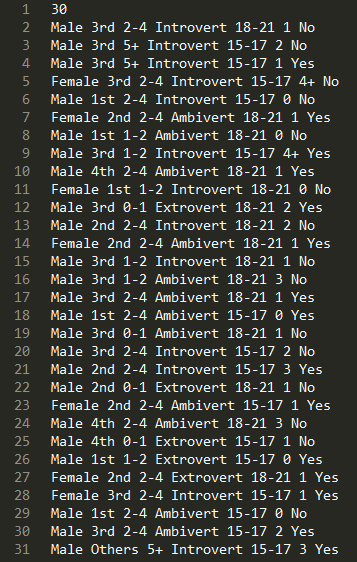 1 30
2 Male 3rd 2-4 Introvert 18-21 1 No
3 Male 3rd 5+ Introvert 15-17 2 No
4 Male 3rd 5+ Introvert 15-17 1 Yes
5 Female 3rd 2-4 Introvert 15-17 4+ No
6 Male 1st 2-4 Introvert 15-17 0 No
7 Female 2nd 2-4 Ambivert 18-21 1 Yes
8 Male 1st 1-2 Ambivert 18-21 0 No
9 Male 3rd 1-2 Introvert 15-17 4+ Yes
10 Male 4th 2-4 Ambivert 18-21 1 Yes
11 Female 1st 1-2 Introvert 18-21 0 No
12 Male 3rd 0-1 Extrovert 18-21 2 Yes
13 Male 2nd 2-4 Introvert 18-21 2 No
14 Female 2nd 2-4 Ambivert 18-21 1 Yes
15 Male 3rd 1-2 Introvert 18-21 1 No
16 Male 3rd 1-2 Ambivert 18-21 3 No
17 Male 3rd 2-4 Ambivert 18-21 1 Yes
18 Male 1st 2-4 Ambivert 15-17 0 Yes
19 Male 3rd 0-1 Ambivert 18-21 1 No
20 Male 3rd 2-4 Introvert 15-17 2 No
21 Male 2nd 2-4 Introvert 15-17 3 Yes
22 Male 2nd 0-1 Extrovert 18-21 1 No
23 Female 2nd 2-4 Ambivert 15-17 1 Yes
24 Male 4th 2-4 Ambivert 18-21 3 No
25 Male 4th 0-1 Extrovert 15-17 1 No
26 Male 1st 1-2 Extrovert 15-17 0 Yes
27 Female 2nd 2-4 Extrovert 18-21 1 Yes
28 Female 3rd 2-4 Introvert 15-17 1 Yes
29 Male 1st 2-4 Ambivert 15-17 0 No
30 Male 3rd 2-4 Ambivert 15-17 2 Yes
31 Male Others 5+ Introvert 15-17 3 Yes